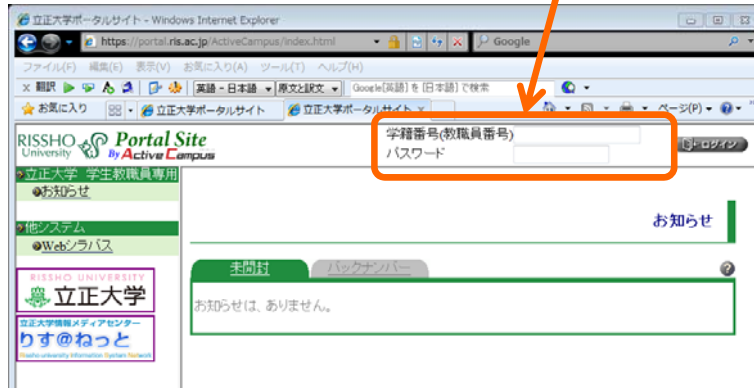 立正大学ポータルサイト - Windows Internet Explorer
https://portal.ris.ac.jp/ActiveCampus/index.html
Google
ファイル(F) 編集(E) 表示(V) お気に入り(A) ツール(T) ヘルプ(H)
翻訳
英語 - 日本語
原文と訳文
Google[英語] を [日本語] で検索
お気に入り
立正大学ポータルサイト
立正大学ポータルサイト
ページ(P)
RISSHO University
Portal Site
By Active Campus
学籍番号(教職員番号)
パスワード
ログイン
立正大学 学生教職員専用
お知らせ
他システム
Webシラバス
お知らせ
未開封
バックナンバー
お知らせは、ありません。
RISSHO UNIVERSITY
立正大学
立正大学情報メディアセンター
りす@ねっと
Rissho university Information System Network